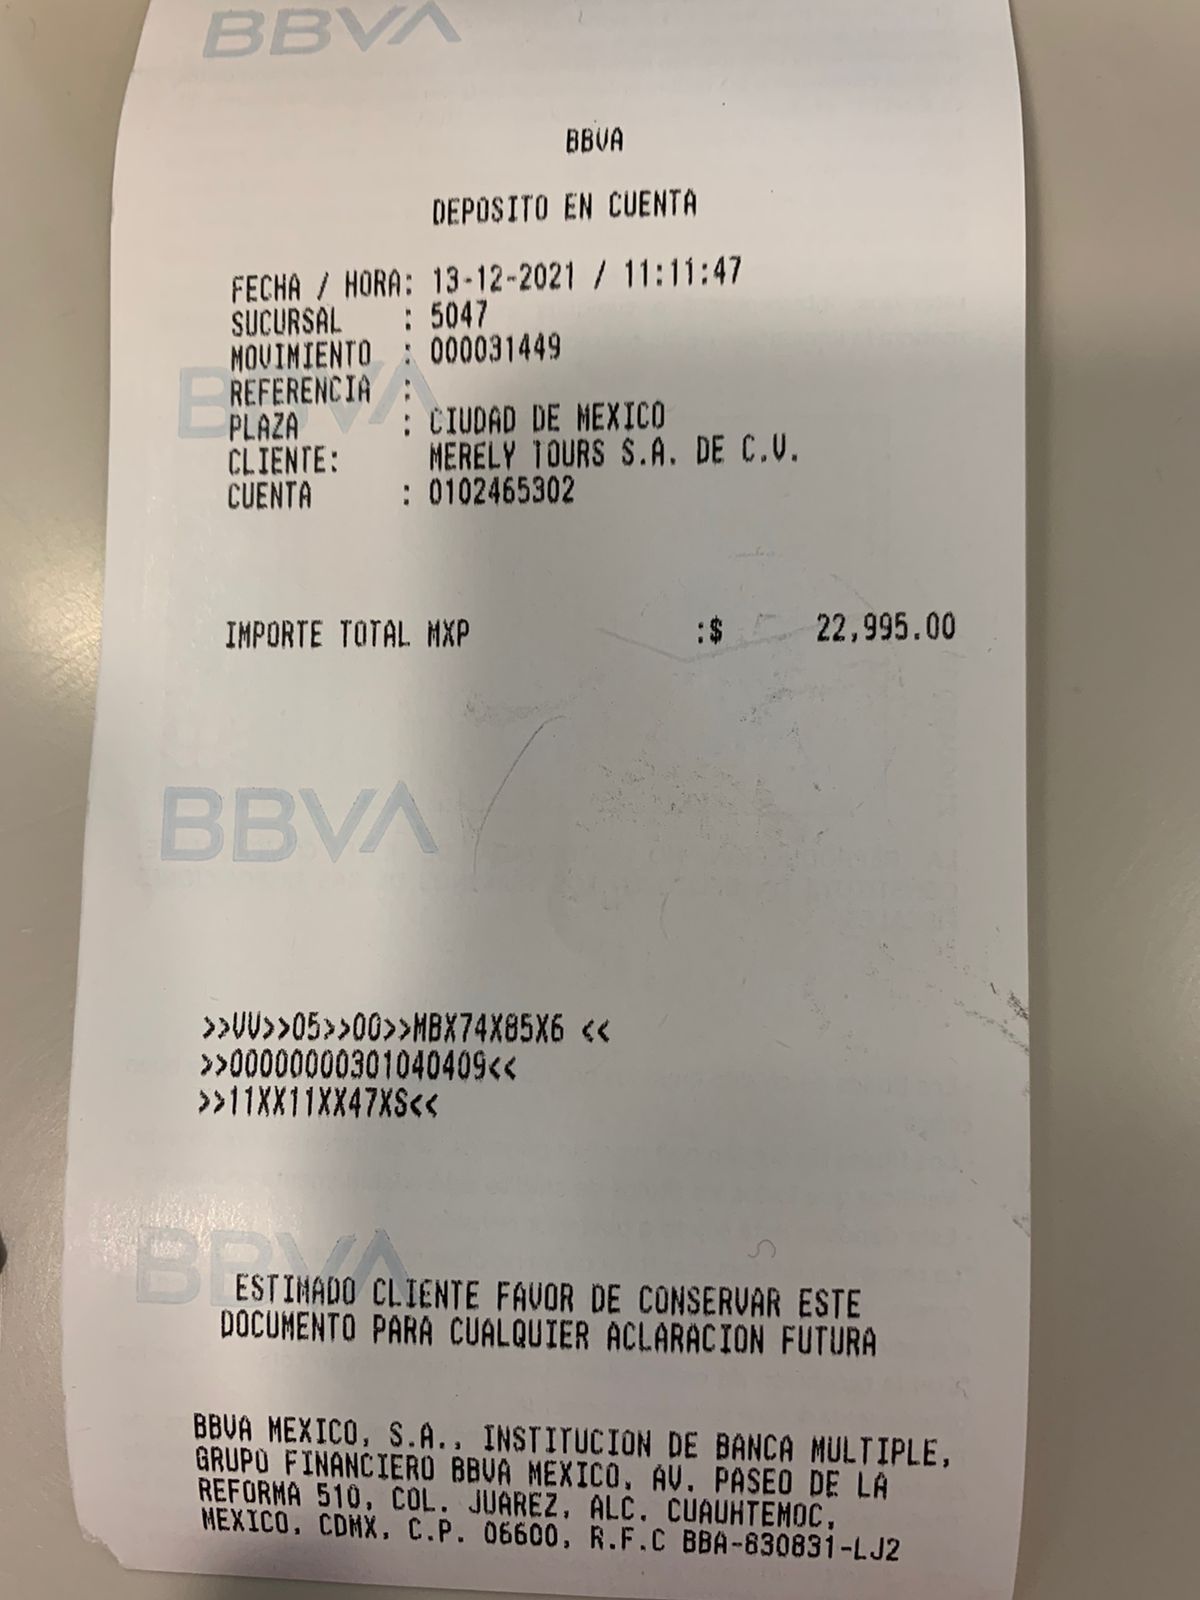 BBVA
BBVA
DEPOSITO EN CUENTA
FECHA / HORA: 13-12-2021 / 11:11:47
SUCURSAL : 5047
MOVIMIENTO : 000031449
REFERENCIA :
BBVA
PLAZA : CIUDAD DE MEXICO
CLIENTE: MERELY TOURS S.A. DE C.V.
CUENTA : 0102465302
IMPORTE TOTAL MXP :$ 22,995.00
BBVA
>>VV>>05>>00>>MBX74X85X6 <<
>>00000000301040409<<
>>11XX11XX47XS<<
BBVA
ESTIMADO CLIENTE FAVOR DE CONSERVAR ESTE
DOCUMENTO PARA CUALQUIER ACLARACION FUTURA
BBVA MEXICO, S.A., INSTITUCION DE BANCA MULTIPLE,
GRUPO FINANCIERO BBVA MEXICO, AV. PASEO DE LA
REFORMA 510, COL. JUAREZ, ALC. CUAUHTEMOC,
MEXICO, CDMX, C.P. 06600, R.F.C BBA-830831-LJ2